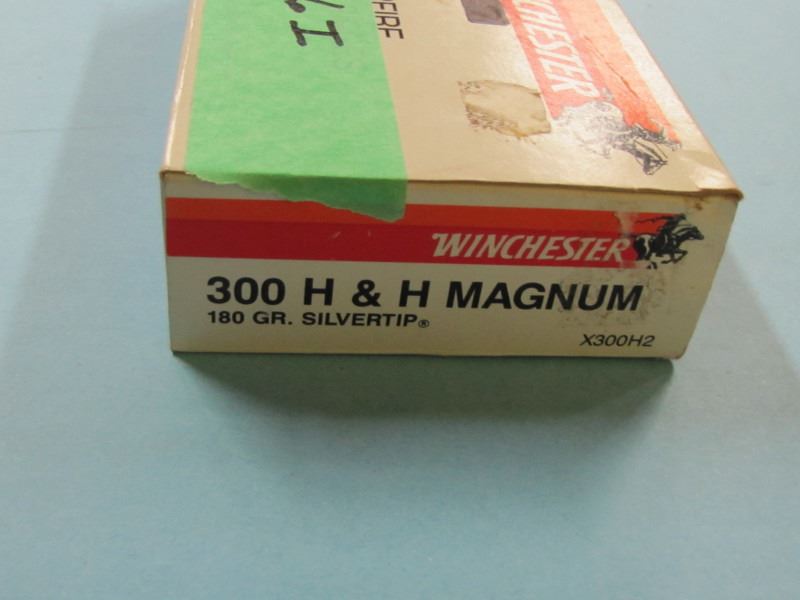 FIRE
WINCHESTER
WINCHESTER
300 H & H MAGNUM
180 GR. SILVERTIP®
X300H2